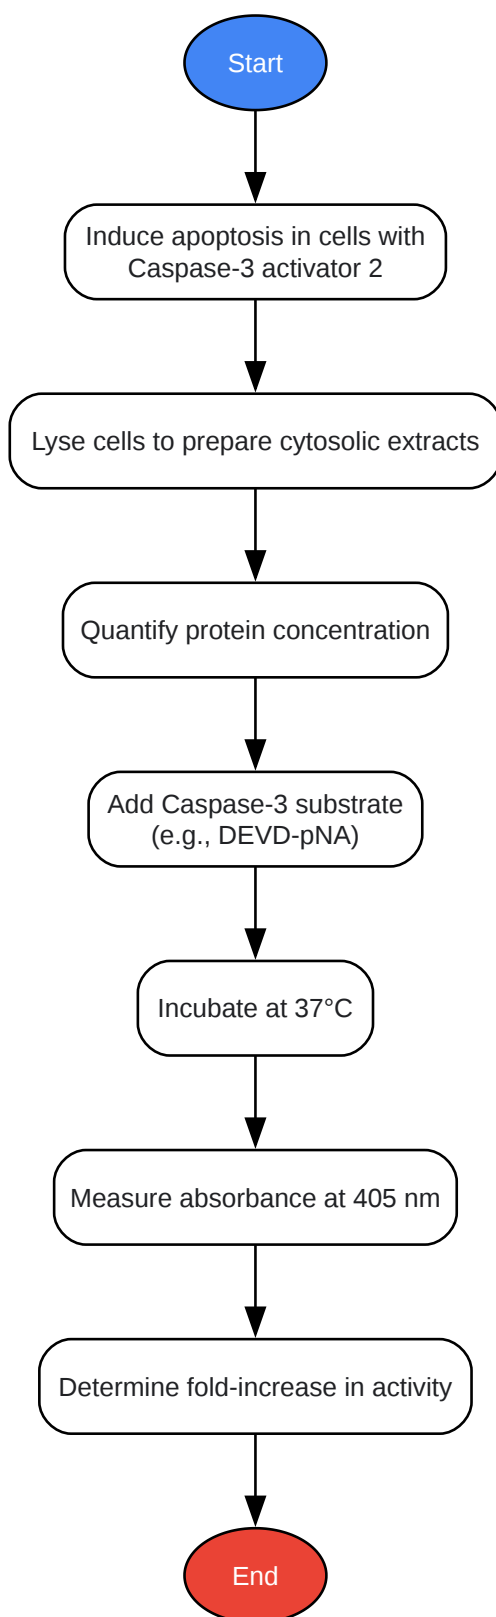 Start
Induce apoptosis in cells with
Caspase-3 activator 2
Lyse cells to prepare cytosolic extracts
Quantify protein concentration
Add Caspase-3 substrate
(e.g., DEVD-pNA)
Incubate at 37°C
Measure absorbance at 405 nm
Determine fold-increase in activity
End